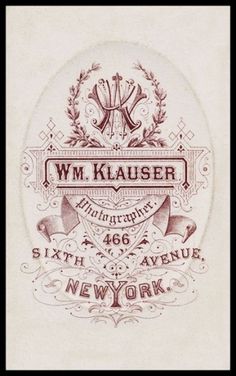 WK
WM. KLAUSER
Photographer.
466
SIXTH AVENUE,
NEW YORK.